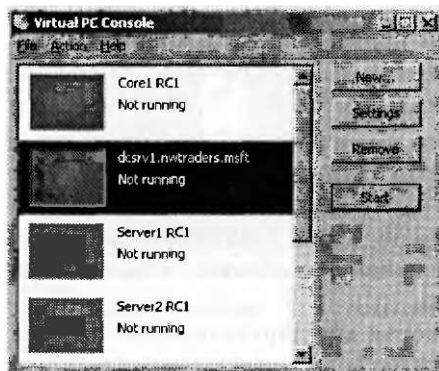 Virtual PC Console
File Action Help
Core1 RC1
Not running
New...
Settings
Remove
Start
dcsrv1.nwtraders.msft
Not running
Server1 RC1
Not running
Server2 RC1
Not running